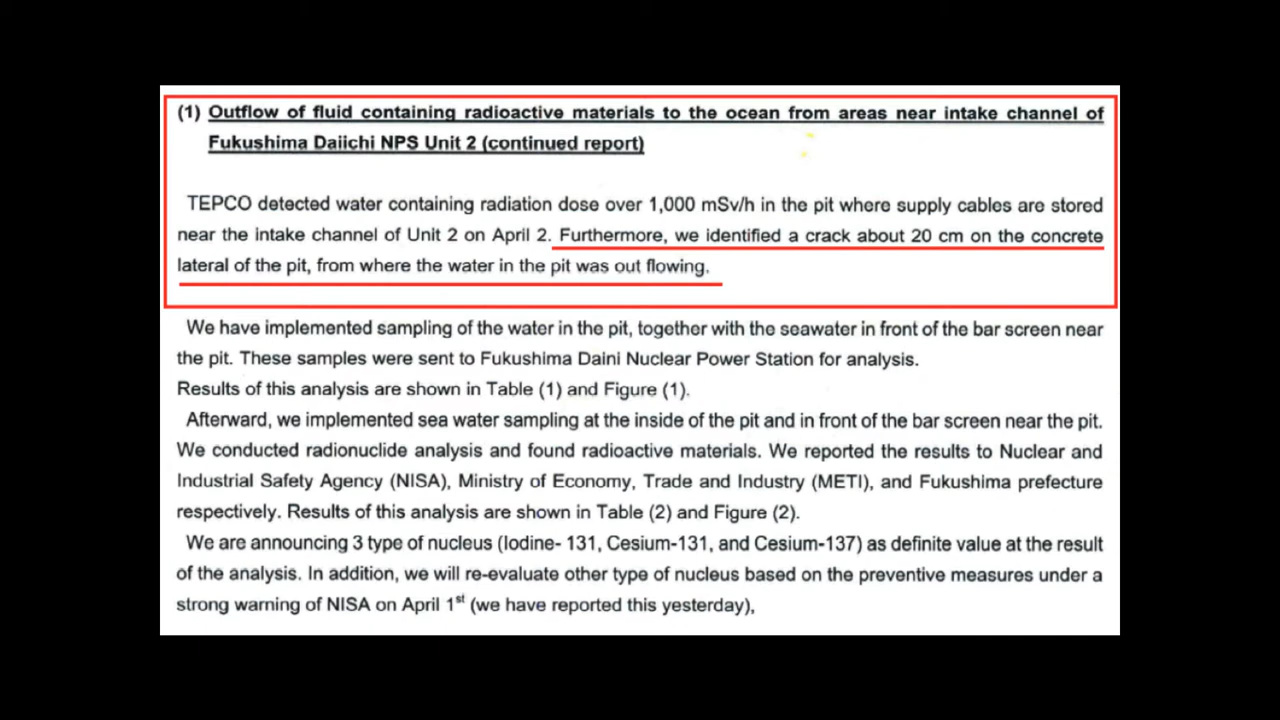 (1) Outflow of fluid containing radioactive materials to the ocean from areas near intake channel of
Fukushima Daiichi NPS Unit 2 (continued report)
TEPCO detected water containing radiation dose over 1,000 mSv/h in the pit where supply cables are stored
near the intake channel of Unit 2 on April 2. Furthermore, we identified a crack about 20 cm on the concrete
lateral of the pit, from where the water in the pit was out flowing.
We have implemented sampling of the water in the pit, together with the seawater in front of the bar screen near
the pit. These samples were sent to Fukushima Daini Nuclear Power Station for analysis.
Results of this analysis are shown in Table (1) and Figure (1).
Afterward, we implemented sea water sampling at the inside of the pit and in front of the bar screen near the pit.
We conducted radionuclide analysis and found radioactive materials. We reported the results to Nuclear and
Industrial Safety Agency (NISA), Ministry of Economy, Trade and Industry (METI), and Fukushima prefecture
respectively. Results of this analysis are shown in Table (2) and Figure (2).
We are announcing 3 type of nucleus (Iodine- 131, Cesium-131, and Cesium-137) as definite value at the result
of the analysis. In addition, we will re-evaluate other type of nucleus based on the preventive measures under a
strong warning of NISA on April 1st (we have reported this yesterday),